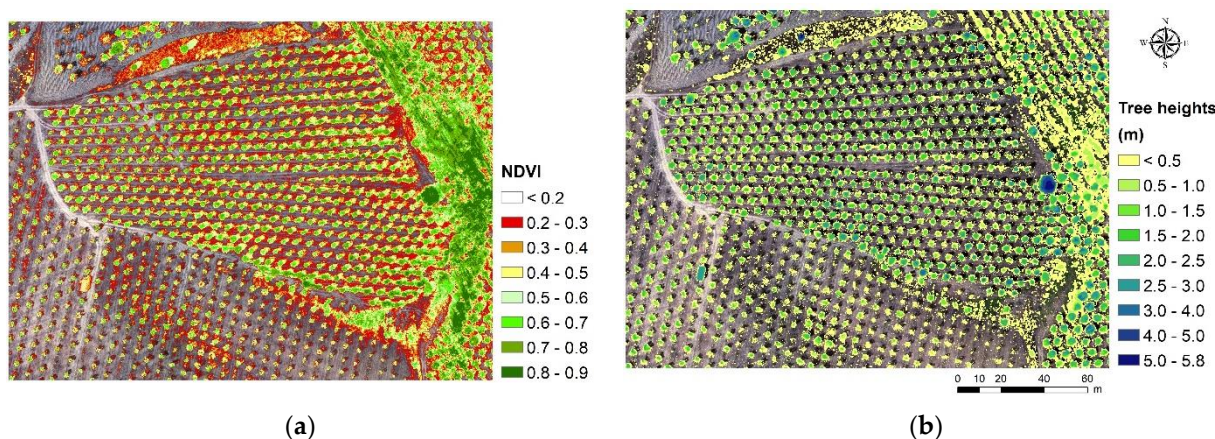 NDVI
< 0.2
0.2 - 0.3
0.3 - 0.4
0.4 - 0.5
0.5 - 0.6
0.6 - 0.7
0.7 - 0.8
0.8 - 0.9
(a)
N
W E
S
Tree heights
(m)
< 0.5
0.5 - 1.0
1.0 - 1.5
1.5 - 2.0
2.0 - 2.5
2.5 - 3.0
3.0 - 4.0
4.0 - 5.0
5.0 - 5.8
0 10 20 40 60
m
(b)